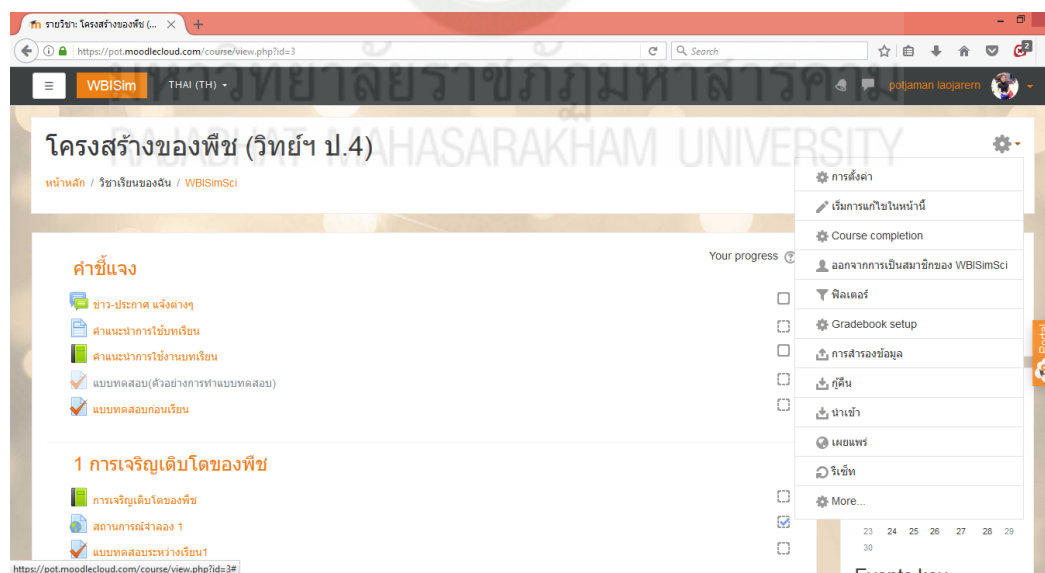 รายวิชา: โครงสร้างของพืช (...
https://pot.moodlecloud.com/course/view.php?id=3
Search
WBISim
THAI (TH)
potjaman laojarern
มหาวิทยาลัยราชภัฏมหาสารคาม
RAJABHAT MAHASARAKHAM UNIVERSITY
โครงสร้างของพืช (วิทย์ฯ ป.4)
หน้าหลัก / วิชาเรียนของฉัน / WBISimSci
การตั้งค่า
เริ่มการแก้ไขในหน้านี้
Course completion
ออกจากการเป็นสมาชิกของ WBISimSci
ฟิลเตอร์
Gradebook setup
การสำรองข้อมูล
กู้คืน
นำเข้า
เผยแพร่
รีเซ็ท
More...
Your progress
คำชี้แจง
ข่าว-ประกาศ แจ้งต่างๆ
คำแนะนำการใช้บทเรียน
คำแนะนำการใช้งานบทเรียน
แบบทดสอบ(ตัวอย่างการทำแบบทดสอบ)
แบบทดสอบก่อนเรียน
1 การเจริญเติบโตของพืช
การเจริญเติบโตของพืช
สถานการณ์จำลอง 1
แบบทดสอบระหว่างเรียน1
23 24 25 26 27 28 29
30
Events key
Portal
https://pot.moodlecloud.com/course/view.php?id=3#